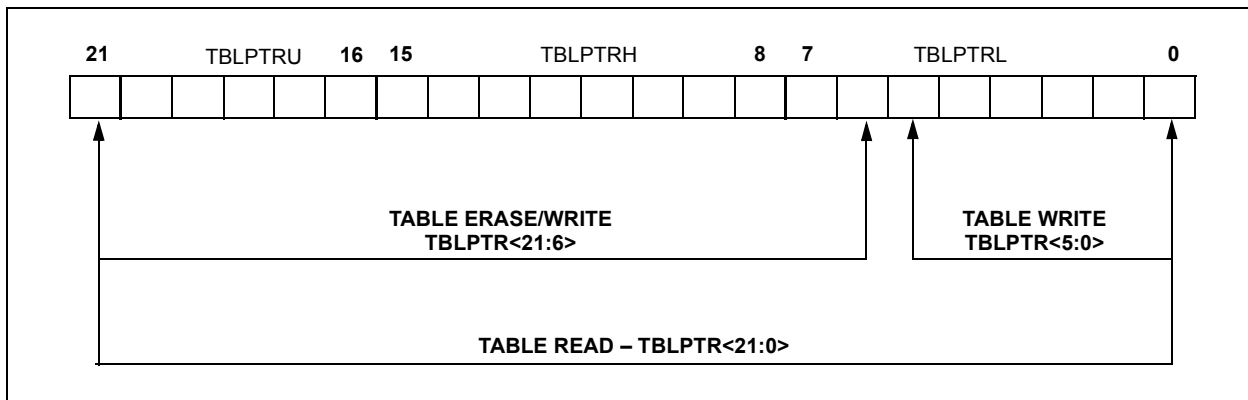 21 TBLPTRU 16 15 TBLPTRH 8 7 TBLPTRL 0
TABLE ERASE/WRITE
TBLPTR<21:6>
TABLE WRITE
TBLPTR<5:0>
TABLE READ – TBLPTR<21:0>